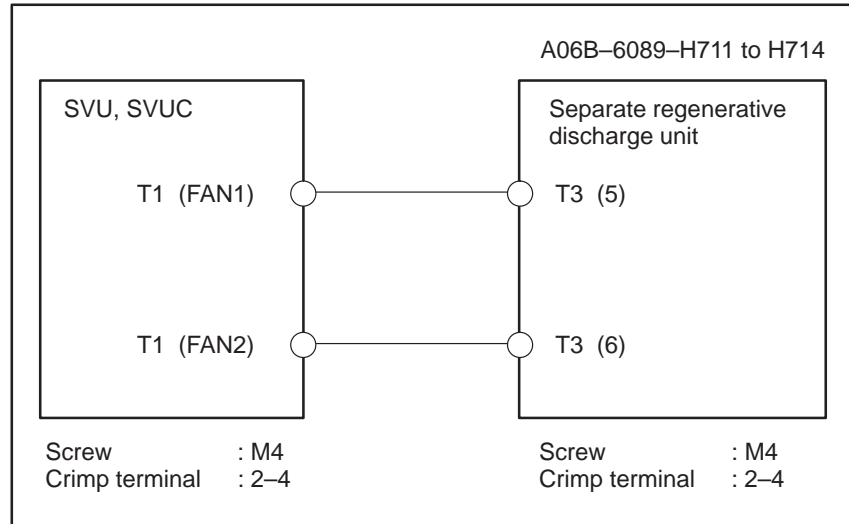 A06B–6089–H711 to H714
SVU, SVUC
Separate regenerative
discharge unit
T1 (FAN1)
T3 (5)
T1 (FAN2)
T3 (6)
Screw : M4
Crimp terminal : 2–4
Screw : M4
Crimp terminal : 2–4